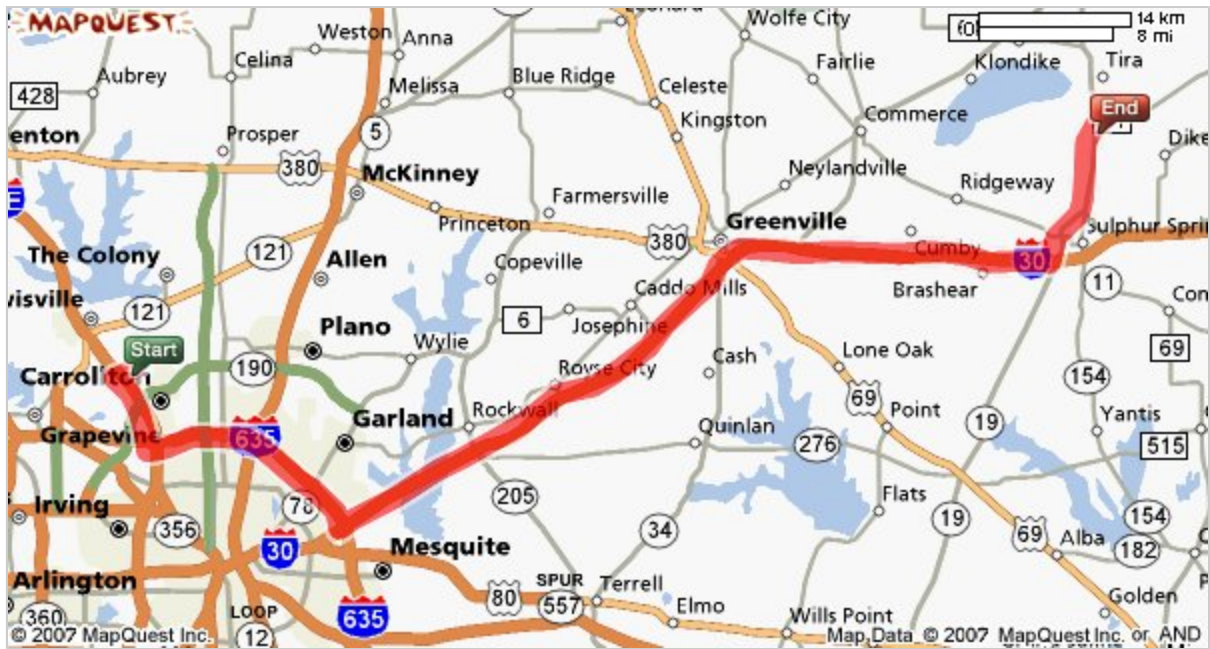 MAPQUEST
14 km
8 mi
Weston
Anna
Wolfe City
Celina
Aubrey
Blue Ridge
Fairlie
Klondike
Tira
428
Melissa
Celeste
End
enton
Prosper
5
Kingston
Commerce
Dike
380
McKinney
Neylandville
Farmersville
Ridgeway
Princeton
Greenville
380
Sulphur Spri
121
Cumby
The Colony
Allen
Copeville
30
Brashear
11
Caddo Mills
visville
121
6
Josephine
Con
Plano
Wylie
Start
Cash
Lone Oak
69
Carrollton
190
Royse City
154
69
Garland
Rockwall
Point
Yantis
Grapevine
635
Quinlan
276
19
515
Irving
78
205
Flats
356
34
19
154
69
30
Mesquite
Alba
182
Arlington
80
SPUR
557
Terrell
Golden
360
LOOP
12
635
Elmo
Wills Point
© 2007 MapQuest Inc.
Map Data © 2007 MapQuest Inc. or AND